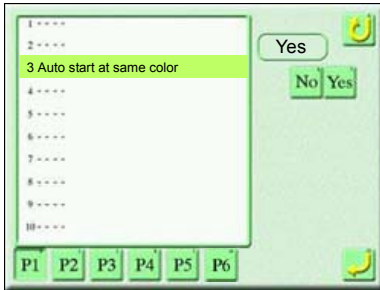 1 ----
2 ----
Yes
3 Auto start at same color
No Yes
4 ----
5 ----
6 ----
7 ----
8 ----
9 ----
10 ----
P1 P2 P3 P4 P5 P6